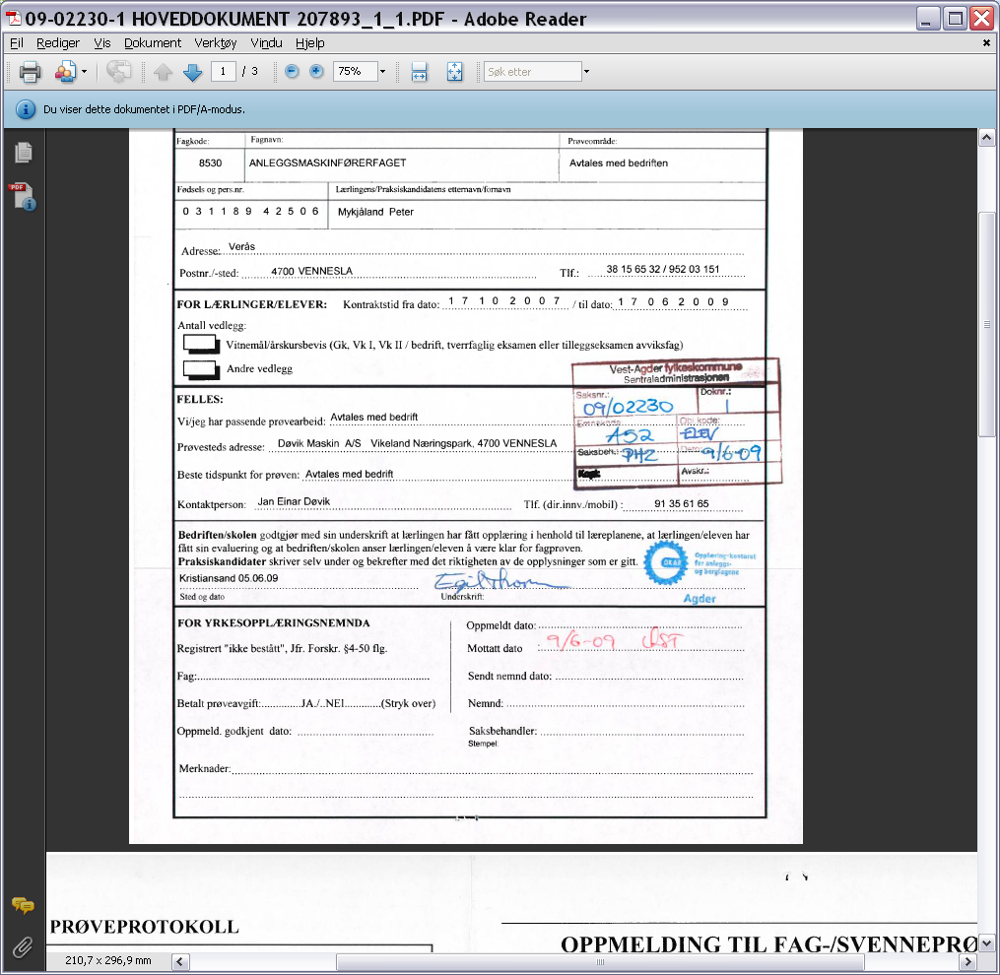 09-02230-1 HOVEDDOKUMENT 207893_1_1.PDF - Adobe Reader
Fil Rediger Vis Dokument Verktøy Vindu Hjelp
1 / 3 75% Søk etter
Du viser dette dokumentet i PDF/A-modus.
Fagkode: Fagnavn: Prøveområde:
8530 ANLEGGSMASKINFØRERFAGET Avtales med bedriften
Fødsels og pers.nr. Lærlingens/Praksiskandidatens etternavn/fornavn
0 3 1 1 8 9 4 2 5 0 6 Mykjåland Peter
Adresse: Verås
Postnr./-sted: 4700 VENNESLA Tlf.: 38 15 65 32 / 952 03 151
FOR LÆRLINGER/ELEVER: Kontraktstid fra dato: 1 7 1 0 2 0 0 7 / til dato: 1 7 0 6 2 0 0 9
Antall vedlegg:
Vitnemål/årskursbevis (Gk, Vk I, Vk II / bedrift, tverrfaglig eksamen eller tilleggseksamen avviksfag)
Andre vedlegg
Vest-Agder fylkeskommune
Sentraladministrasjonen
Saksnr.: Doknr.:
09/02230 1
Emnekode Obj.kode:
A52 ELEV
Saksbeh.: PHZ Dato: 9/6-09
Kopi: Avskr.:
FELLES:
Vi/jeg har passende prøvearbeid: Avtales med bedrift
Prøvesteds adresse: Døvik Maskin A/S Vikeland Næringspark, 4700 VENNESLA
Beste tidspunkt for prøven: Avtales med bedrift
Kontaktperson: Jan Einar Døvik Tlf. (dir.innv./mobil) : 91 35 61 65
Bedriften/skolen godtgjør med sin underskrift at lærlingen har fått opplæring i henhold til læreplanene, at lærlingen/eleven har
fått sin evaluering og at bedriften/skolen anser lærlingen/eleven å være klar for fagprøven.
Praksiskandidater skriver selv under og bekrefter med det riktigheten av de opplysninger som er gitt.
OKAB Opplæringskontoret
for anleggs-
og bergfagene
Agder
Kristiansand 05.06.09
Sted og dato Underskrift:
FOR YRKESOPPLÆRINGSNEMNDA Oppmeldt dato:
Registrert "ikke bestått", Jfr. Forskr. §4-50 flg. Mottatt dato 9/6-09
Fag: Sendt nemnd dato:
Betalt prøveavgift:.............JA./..NEI............(Stryk over) Nemnd:
Oppmeld. godkjent dato: Saksbehandler:
Stempel:
Merknader:
PRØVEPROTOKOLL
OPPMELDING TIL FAG-/SVENNEPRØ
210,7 x 296,9 mm